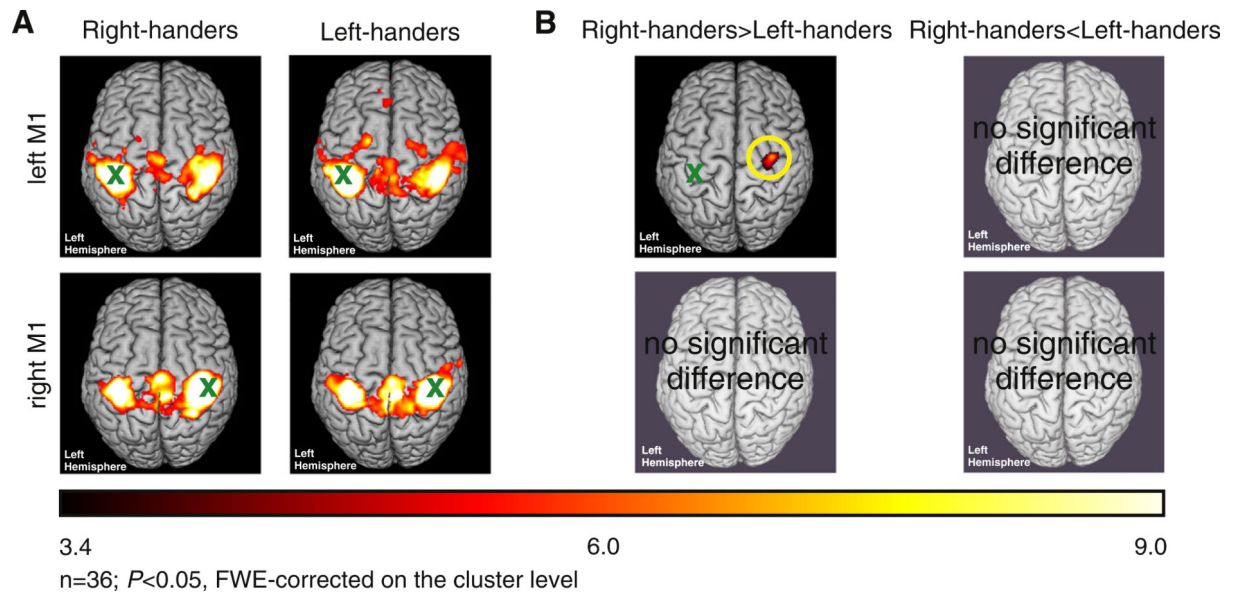 A
B
Right-handers
Left-handers
Right-handers>Left-handers
Right-handers<Left-handers
left M1
X
Left
Hemisphere
X
Left
Hemisphere
X
Left
Hemisphere
no significant
difference
Left
Hemisphere
right M1
X
Left
Hemisphere
X
Left
Hemisphere
no significant
difference
Left
Hemisphere
no significant
difference
Left
Hemisphere
3.4
6.0
9.0
n=36; P<0.05, FWE-corrected on the cluster level